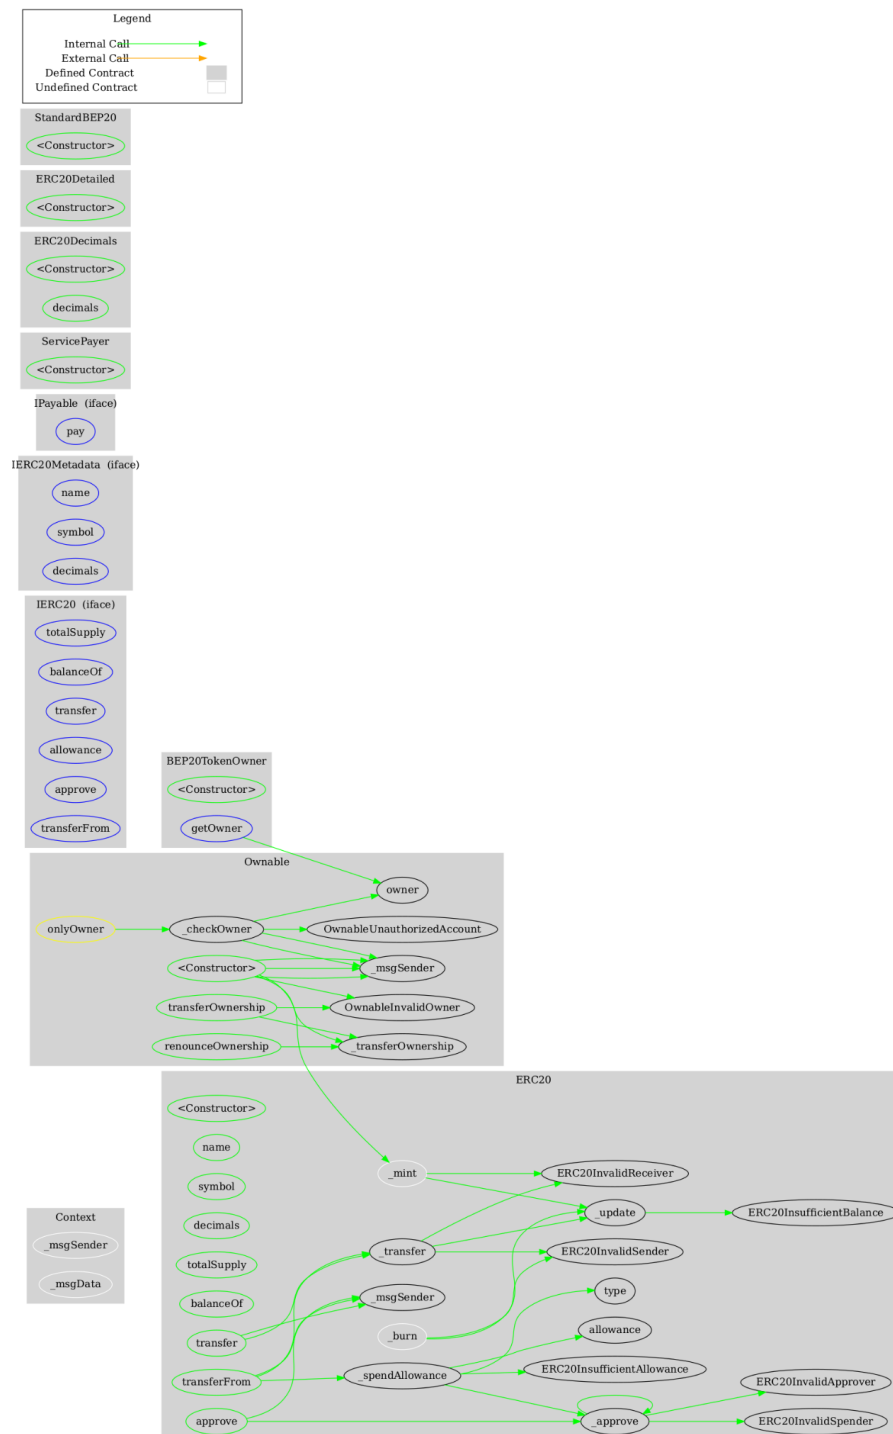 Legend
Internal Call
External Call
Defined Contract
Undefined Contract
StandardBEP20
<Constructor>
ERC20Detailed
<Constructor>
ERC20Decimals
<Constructor>
decimals
ServicePayer
<Constructor>
IPayable  (iface)
pay
IERC20Metadata  (iface)
name
symbol
decimals
IERC20  (iface)
totalSupply
balanceOf
transfer
allowance
approve
transferFrom
BEP20TokenOwner
<Constructor>
getOwner
Ownable
owner
onlyOwner
_checkOwner
OwnableUnauthorizedAccount
<Constructor>
_msgSender
transferOwnership
OwnableInvalidOwner
renounceOwnership
_transferOwnership
ERC20
<Constructor>
name
_mint
ERC20InvalidReceiver
symbol
_update
ERC20InsufficientBalance
decimals
_transfer
ERC20InvalidSender
totalSupply
type
balanceOf
_msgSender
allowance
transfer
_burn
ERC20InsufficientAllowance
transferFrom
_spendAllowance
ERC20InvalidApprover
approve
_approve
ERC20InvalidSpender
Context
_msgSender
_msgData